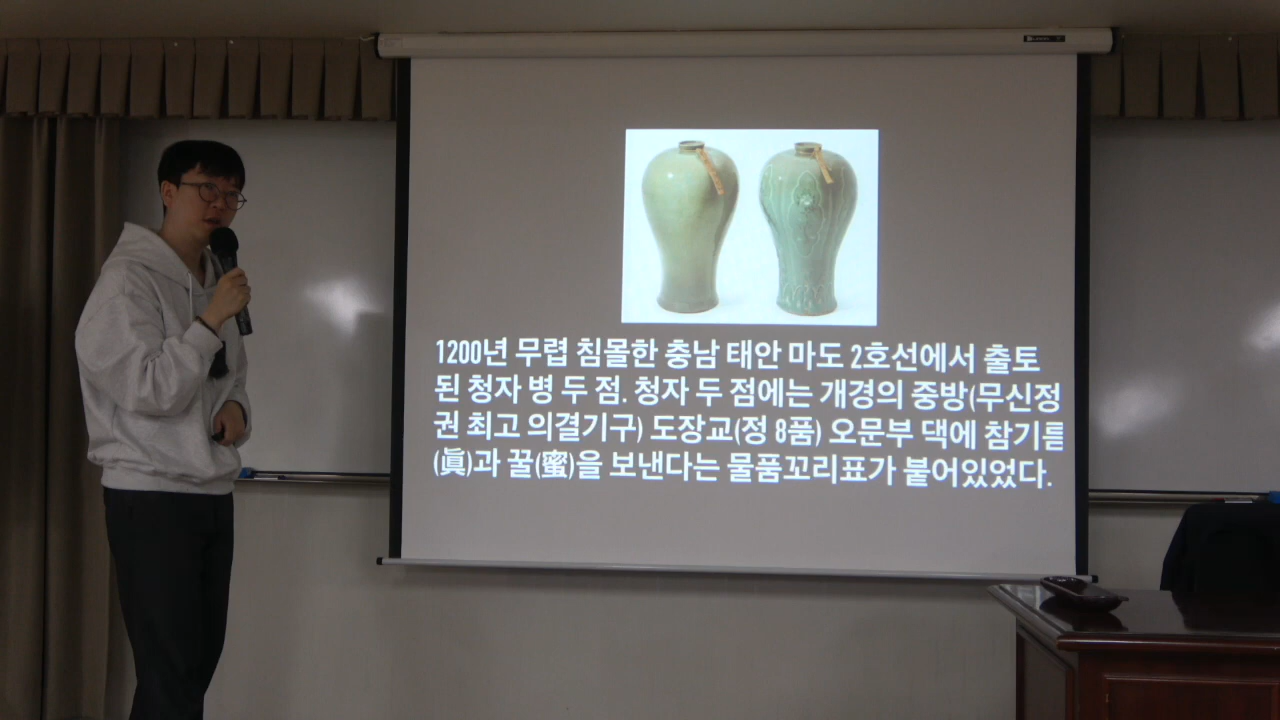 1200년 무렵 침몰한 충남 태안 마도 2호선에서 출토
된 청자 병 두 점. 청자 두 점에는 개경의 중방(무신정
권 최고 의결기구) 도장교(정 8품) 오문부 댁에 참기름
(眞)과 꿀(蜜)을 보낸다는 물품꼬리표가 붙어있었다.